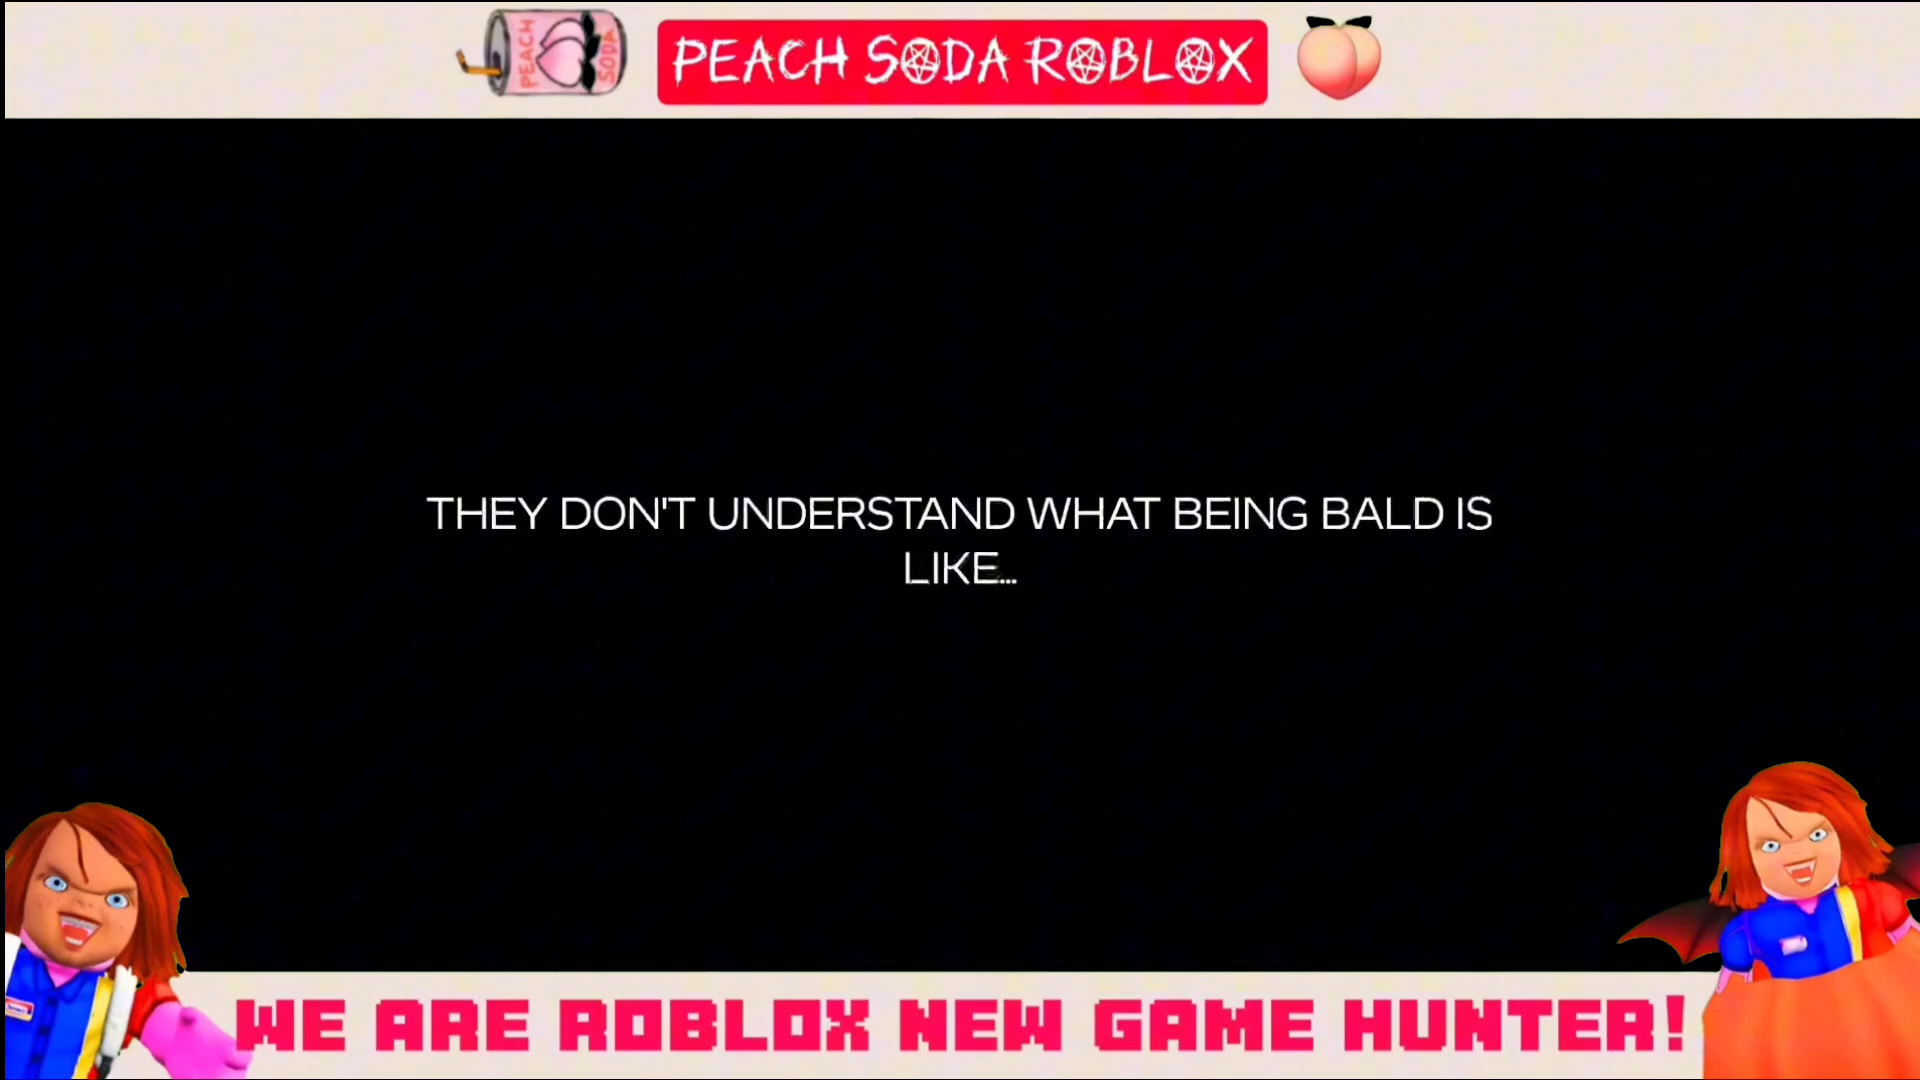 PEACH SODA
PEACH SODA ROBLOX
THEY DON'T UNDERSTAND WHAT BEING BALD IS
LIKE...
WE ARE ROBLOX NEW GAME HUNTER!